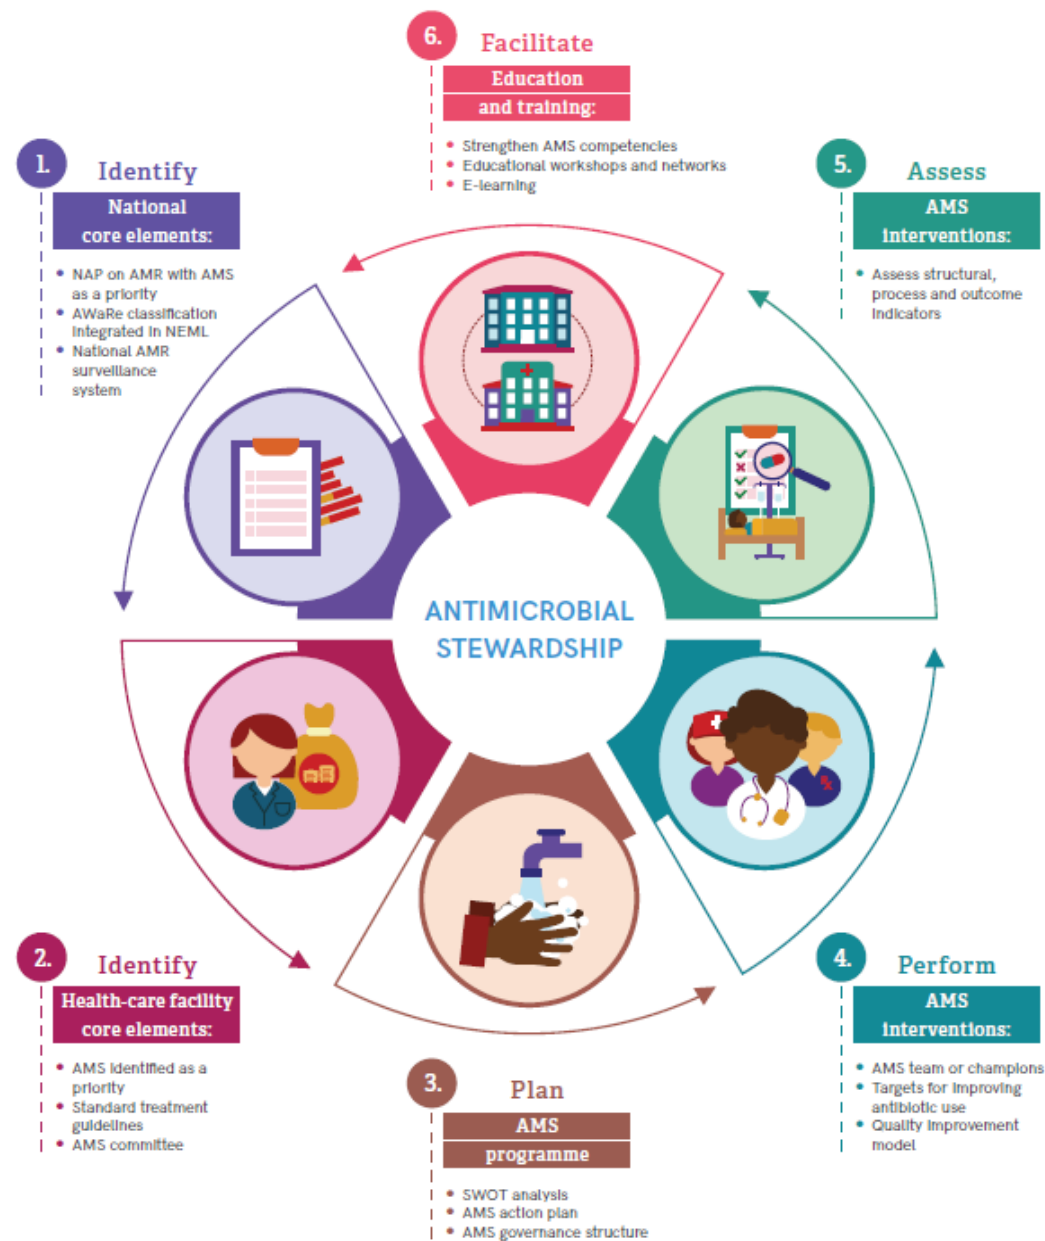 6.
Facilitate
Education
and training:
• Strengthen AMS competencies
• Educational workshops and networks
• E-learning
1.
Identify
National
core elements:
• NAP on AMR with AMS
as a priority
• AWaRe classification
integrated in NEML
• National AMR
surveillance
system
5.
Assess
AMS
interventions:
• Assess structural,
process and outcome
indicators
ANTIMICROBIAL
STEWARDSHIP
2.
Identify
Health-care facility
core elements:
• AMS identified as a
priority
• Standard treatment
guidelines
• AMS committee
3.
Plan
AMS
programme
• SWOT analysis
• AMS action plan
• AMS governance structure
4.
Perform
AMS
interventions:
• AMS team or champions
• Targets for improving
antibiotic use
• Quality improvement
model